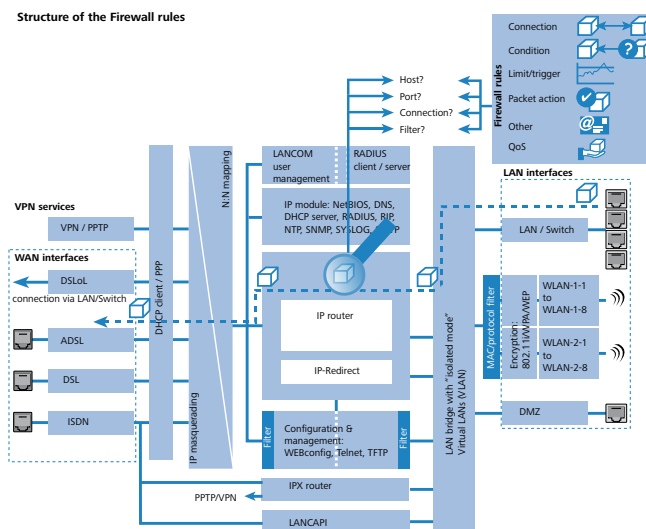 Structure of the Firewall rules
Connection
Condition
?
Limit/trigger
Packet action
Other
@
QoS
Firewall rules
Host?
Port?
Connection?
Filter?
LANCOM
user
management
RADIUS
client / server
N:N mapping
IP masquerading
DHCP client / PPP
IP module: NetBIOS, DNS,
DHCP server, RADIUS, RIP,
NTP, SNMP, SYSLOG,
VPN services
VPN / PPTP
WAN interfaces
DSLoL
connection via LAN/Switch
ADSL
DSL
ISDN
IP router
IP-Redirect
Filter
Configuration &
management:
WEBconfig, Telnet, TFTP
Filter
IPX router
PPTP/VPN
LANCAPI
LAN bridge with “isolated mode”
Virtual LANs (VLAN)
LAN interfaces
LAN / Switch
MAC/protocol filter
Encryption:
802.11i/WPA/WEP
WLAN-1-1
to
WLAN-1-8
WLAN-2-1
to
WLAN-2-8
DMZ